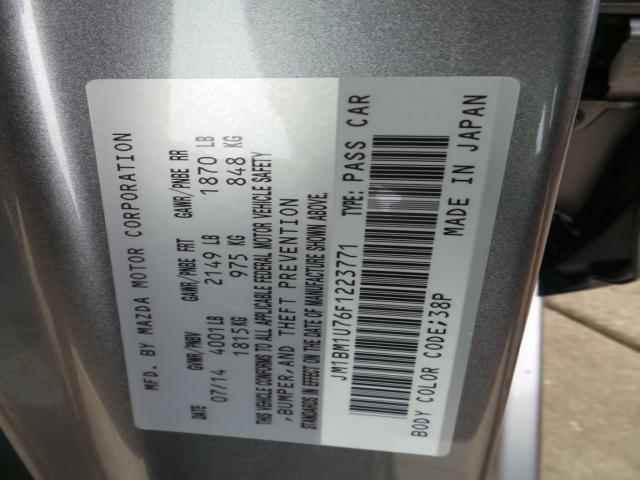 MFD. BY MAZDA MOTOR CORPORATION
DATE GVWR/PNBV GAWR/PNBE FRT GAWR/PNBE RR
07/14 4001LB 2149 LB 1870 LB
1815KG 975 KG 848 KG
THIS VEHICLE CONFORMS TO ALL APPLICABLE FEDERAL MOTOR VEHICLE SAFETY
,BUMPER,AND THEFT PREVENTION
STANDARDS IN EFFECT ON THE DATE OF MANUFACTURE SHOWN ABOVE.
JM1BM1U76F1223771 TYPE: PASS CAR
BODY COLOR CODE;38P MADE IN JAPAN